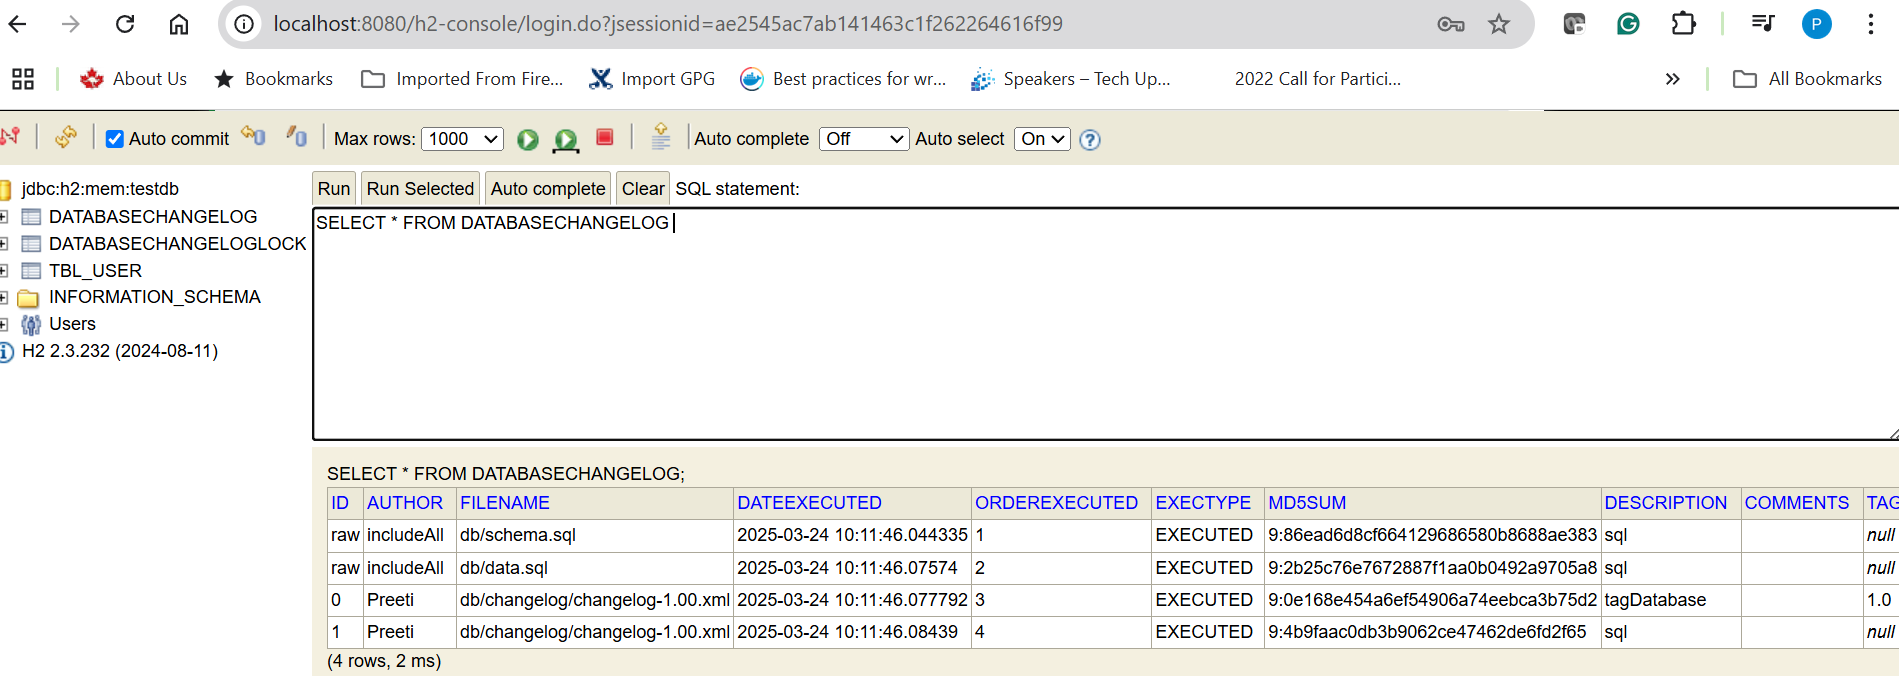 localhost:8080/h2-console/login.do?jsessionid=ae2545ac7ab141463c1f262264616f99 P
About Us Bookmarks Imported From Fire... Import GPG Best practices for wr... Speakers – Tech Up... 2022 Call for Partici... » All Bookmarks
Auto commit Max rows: 1000 Auto complete Off Auto select On ?
jdbc:h2:mem:testdb
DATABASECHANGELOG
DATABASECHANGELOGLOCK
TBL_USER
INFORMATION_SCHEMA
Users
H2 2.3.232 (2024-08-11)
Run Run Selected Auto complete Clear SQL statement:
SELECT * FROM DATABASECHANGELOG
SELECT * FROM DATABASECHANGELOG;
ID AUTHOR FILENAME DATEEXECUTED ORDEREXECUTED EXECTYPE MD5SUM DESCRIPTION COMMENTS TAG
raw includeAll db/schema.sql 2025-03-24 10:11:46.044335 1 EXECUTED 9:86ead6d8cf664129686580b8688ae383 sql null
raw includeAll db/data.sql 2025-03-24 10:11:46.07574 2 EXECUTED 9:2b25c76e7672887f1aa0b0492a9705a8 sql null
0 Preeti db/changelog/changelog-1.00.xml 2025-03-24 10:11:46.077792 3 EXECUTED 9:0e168e454a6ef54906a74eebca3b75d2 tagDatabase 1.0
1 Preeti db/changelog/changelog-1.00.xml 2025-03-24 10:11:46.08439 4 EXECUTED 9:4b9faac0db3b9062ce47462de6fd2f65 sql null
(4 rows, 2 ms)